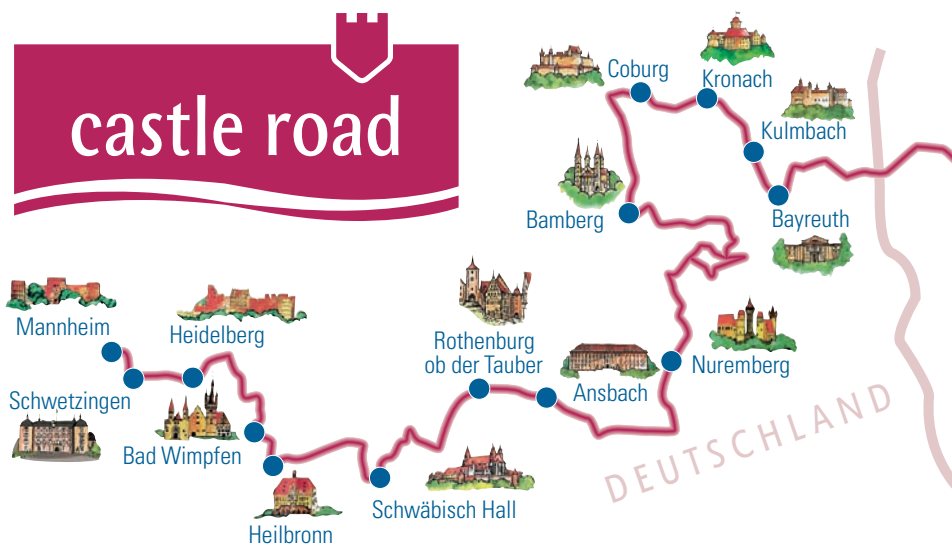 castle road
Coburg
Kronach
Kulmbach
Bamberg
Bayreuth
Mannheim
Heidelberg
Rothenburg
ob der Tauber
Nuremberg
Ansbach
Schwetzingen
Bad Wimpfen
DEUTSCHLAND
Schwäbisch Hall
Heilbronn